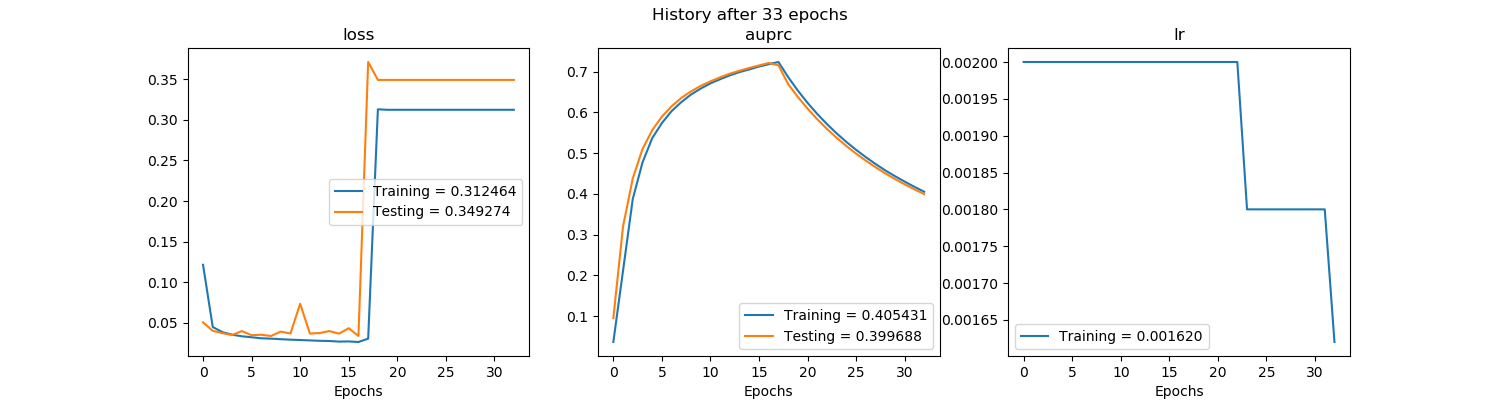 History after 33 epochs
loss
0.35
0.30
0.25
0.20
0.15
0.10
0.05
Training = 0.312464
Testing = 0.349274
0 5 10 15 20 25 30
Epochs
auprc
0.7
0.6
0.5
0.4
0.3
0.2
0.1
Training = 0.405431
Testing = 0.399688
0 5 10 15 20 25 30
Epochs
lr
0.00200
0.00195
0.00190
0.00185
0.00180
0.00175
0.00170
0.00165
Training = 0.001620
0 5 10 15 20 25 30
Epochs